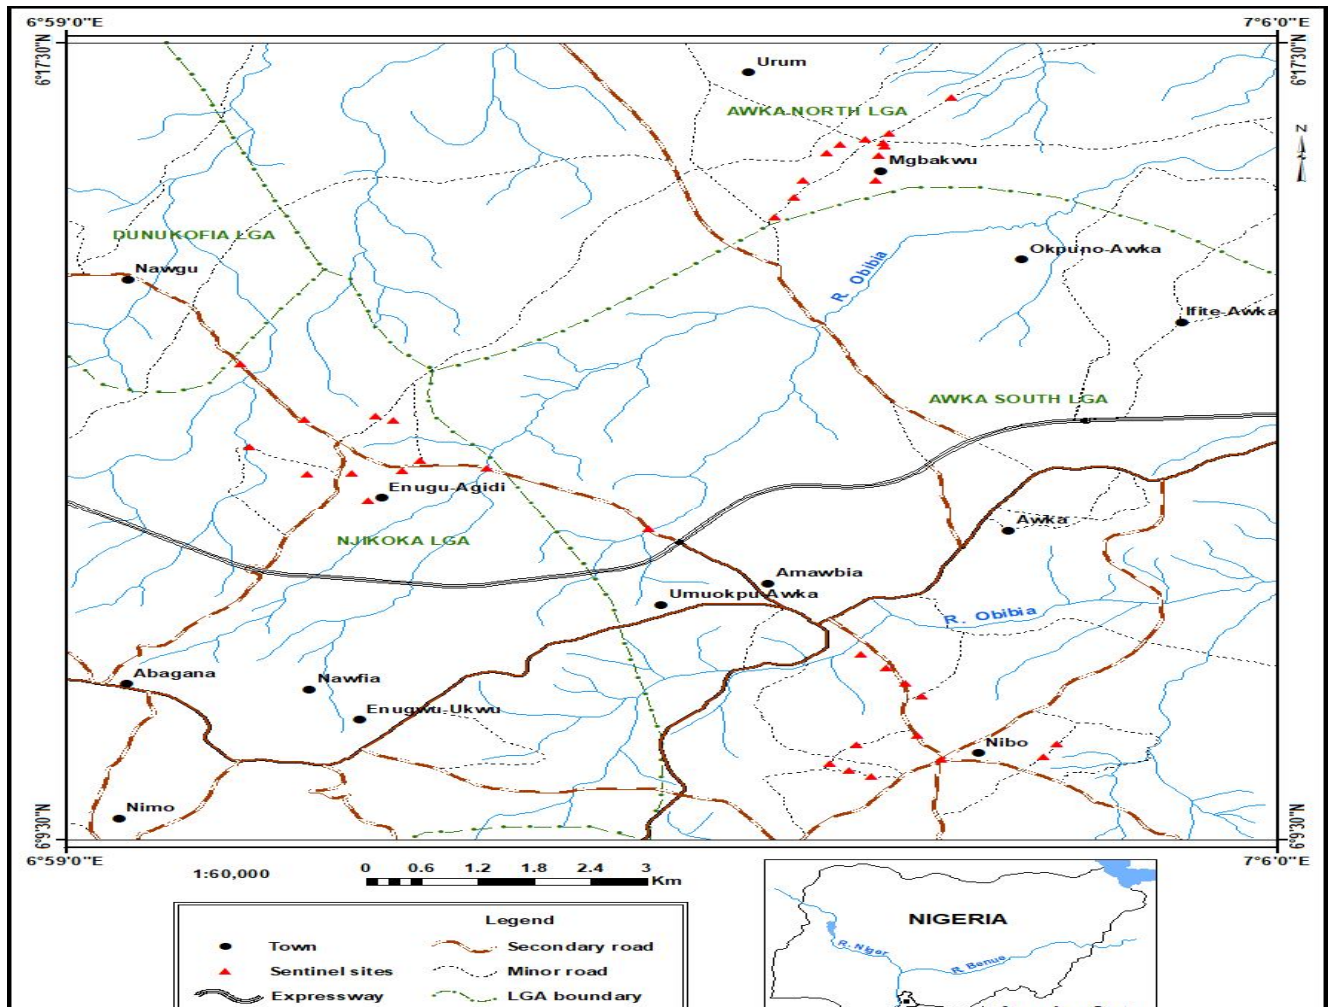 6°59'0"E
7°6'0"E
6°17'30"N
6°17'30"N
Urum
AWKA NORTH LGA
N
Mgbakwu
DUNUKOFIA LGA
Nawgu
Okpuno-Awka
R. Obibia
Ifite-Awka
AWKA SOUTH LGA
Enugu-Agidi
Awka
NJIKOKA LGA
Amawbia
Umuokpu-Awka
R. Obibia
Abagana
Nawfia
Enugwu-Ukwu
Nibo
Nimo
6°9'30"N
6°9'30"N
6°59'0"E
7°6'0"E
1:60,000
0 0.6 1.2 1.8 2.4 3
Km
Legend
NIGERIA
Town
Secondary road
R. Niger
R. Benue
Sentinel sites
Minor road
Expressway
LGA boundary